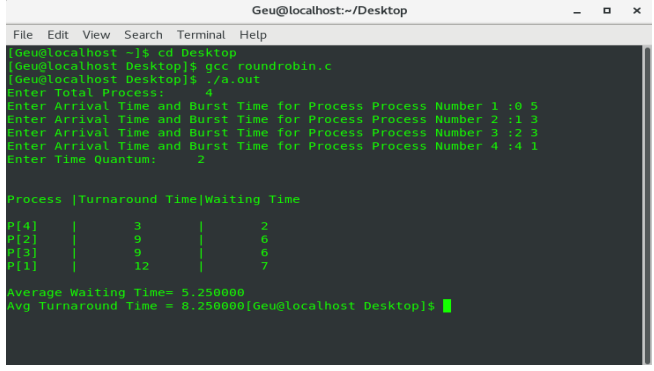 Geu@localhost:~/Desktop
File Edit View Search Terminal Help
[Geu@localhost ~]$ cd Desktop
[Geu@localhost Desktop]$ gcc roundrobin.c
[Geu@localhost Desktop]$ ./a.out
Enter Total Process: 4
Enter Arrival Time and Burst Time for Process Process Number 1 :0 5
Enter Arrival Time and Burst Time for Process Process Number 2 :1 3
Enter Arrival Time and Burst Time for Process Process Number 3 :2 3
Enter Arrival Time and Burst Time for Process Process Number 4 :4 1
Enter Time Quantum: 2
Process |Turnaround Time|Waiting Time
P[4] | 3 | 2
P[2] | 9 | 6
P[3] | 9 | 6
P[1] | 12 | 7
Average Waiting Time= 5.250000
Avg Turnaround Time = 8.250000[Geu@localhost Desktop]$